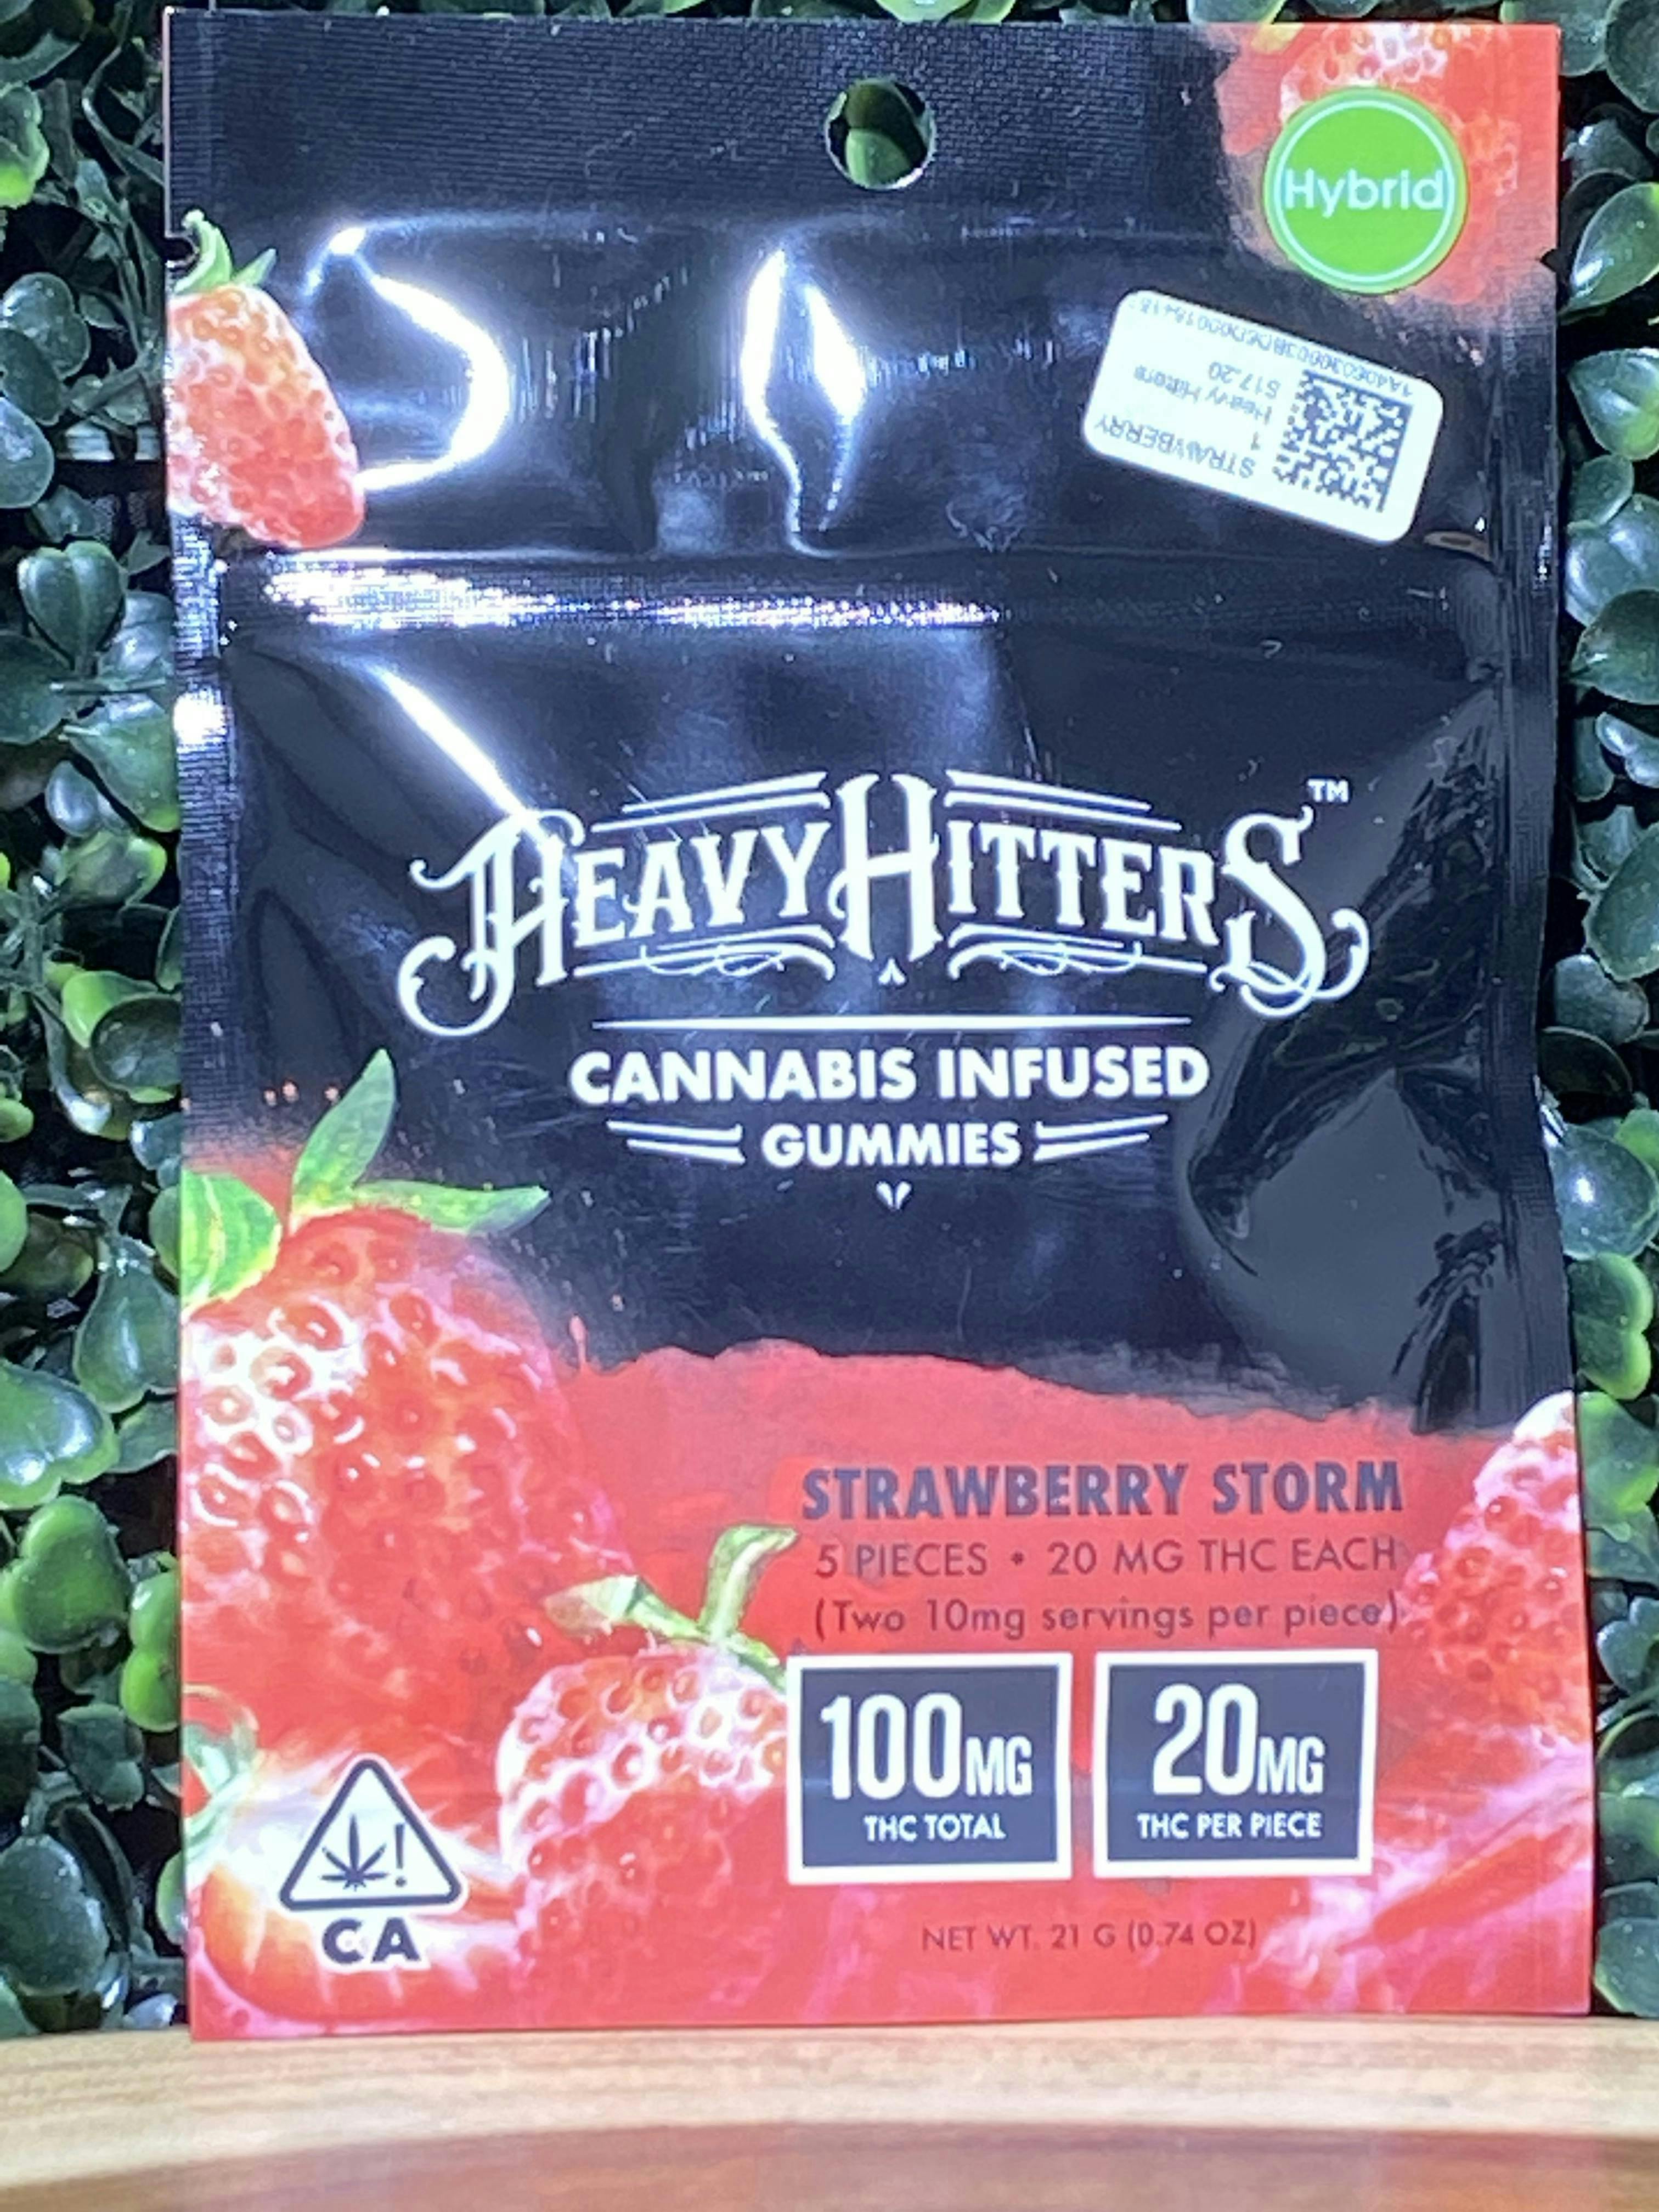 Hybrid
STRAWBERRY
1
Heavy Hitters
$17.20
HEAVY HITTERS™
CANNABIS INFUSED
GUMMIES
STRAWBERRY STORM
5 PIECES • 20 MG THC EACH
(Two 10mg servings per piece)
100MG
THC TOTAL
20MG
THC PER PIECE
!
CA
NET WT. 21 G (0.74 OZ)